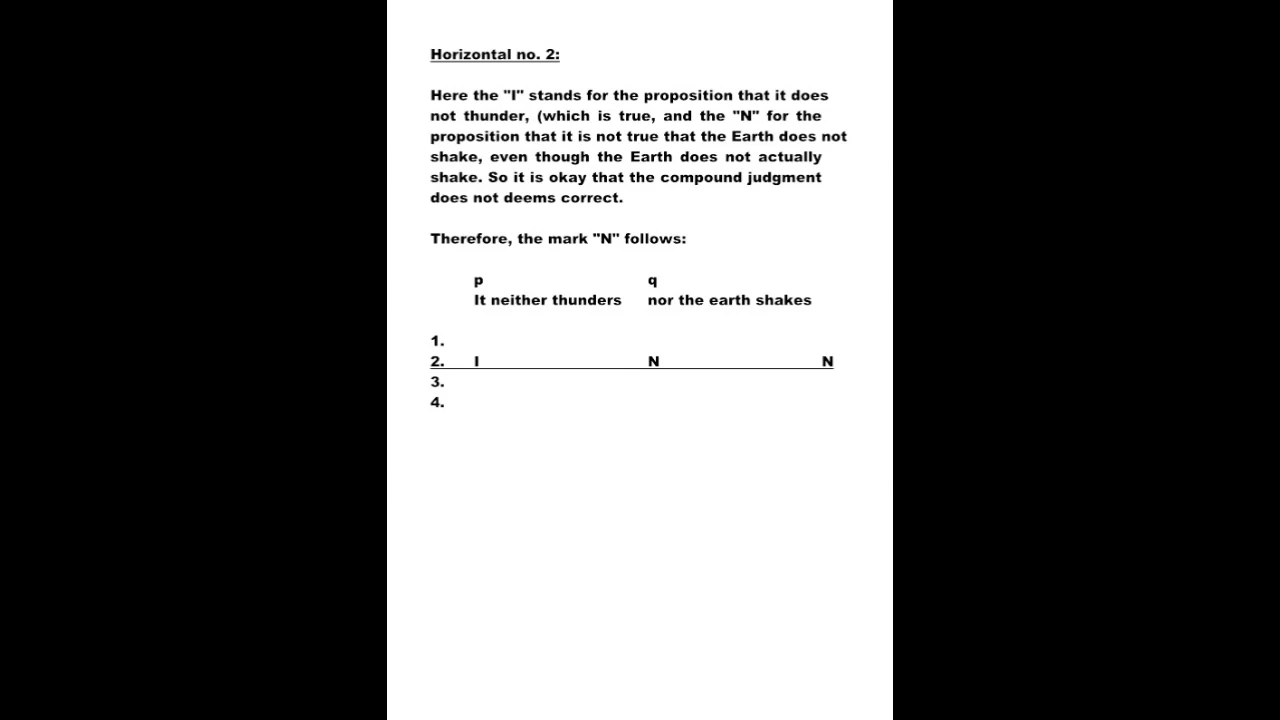 Horizontal no. 2:
Here the "I" stands for the proposition that it does
not thunder, (which is true, and the "N" for the
proposition that it is not true that the Earth does not
shake, even though the Earth does not actually
shake. So it is okay that the compound judgment
does not deems correct.
Therefore, the mark "N" follows:
p q
It neither thunders nor the earth shakes
1.
2. I N N
3.
4.